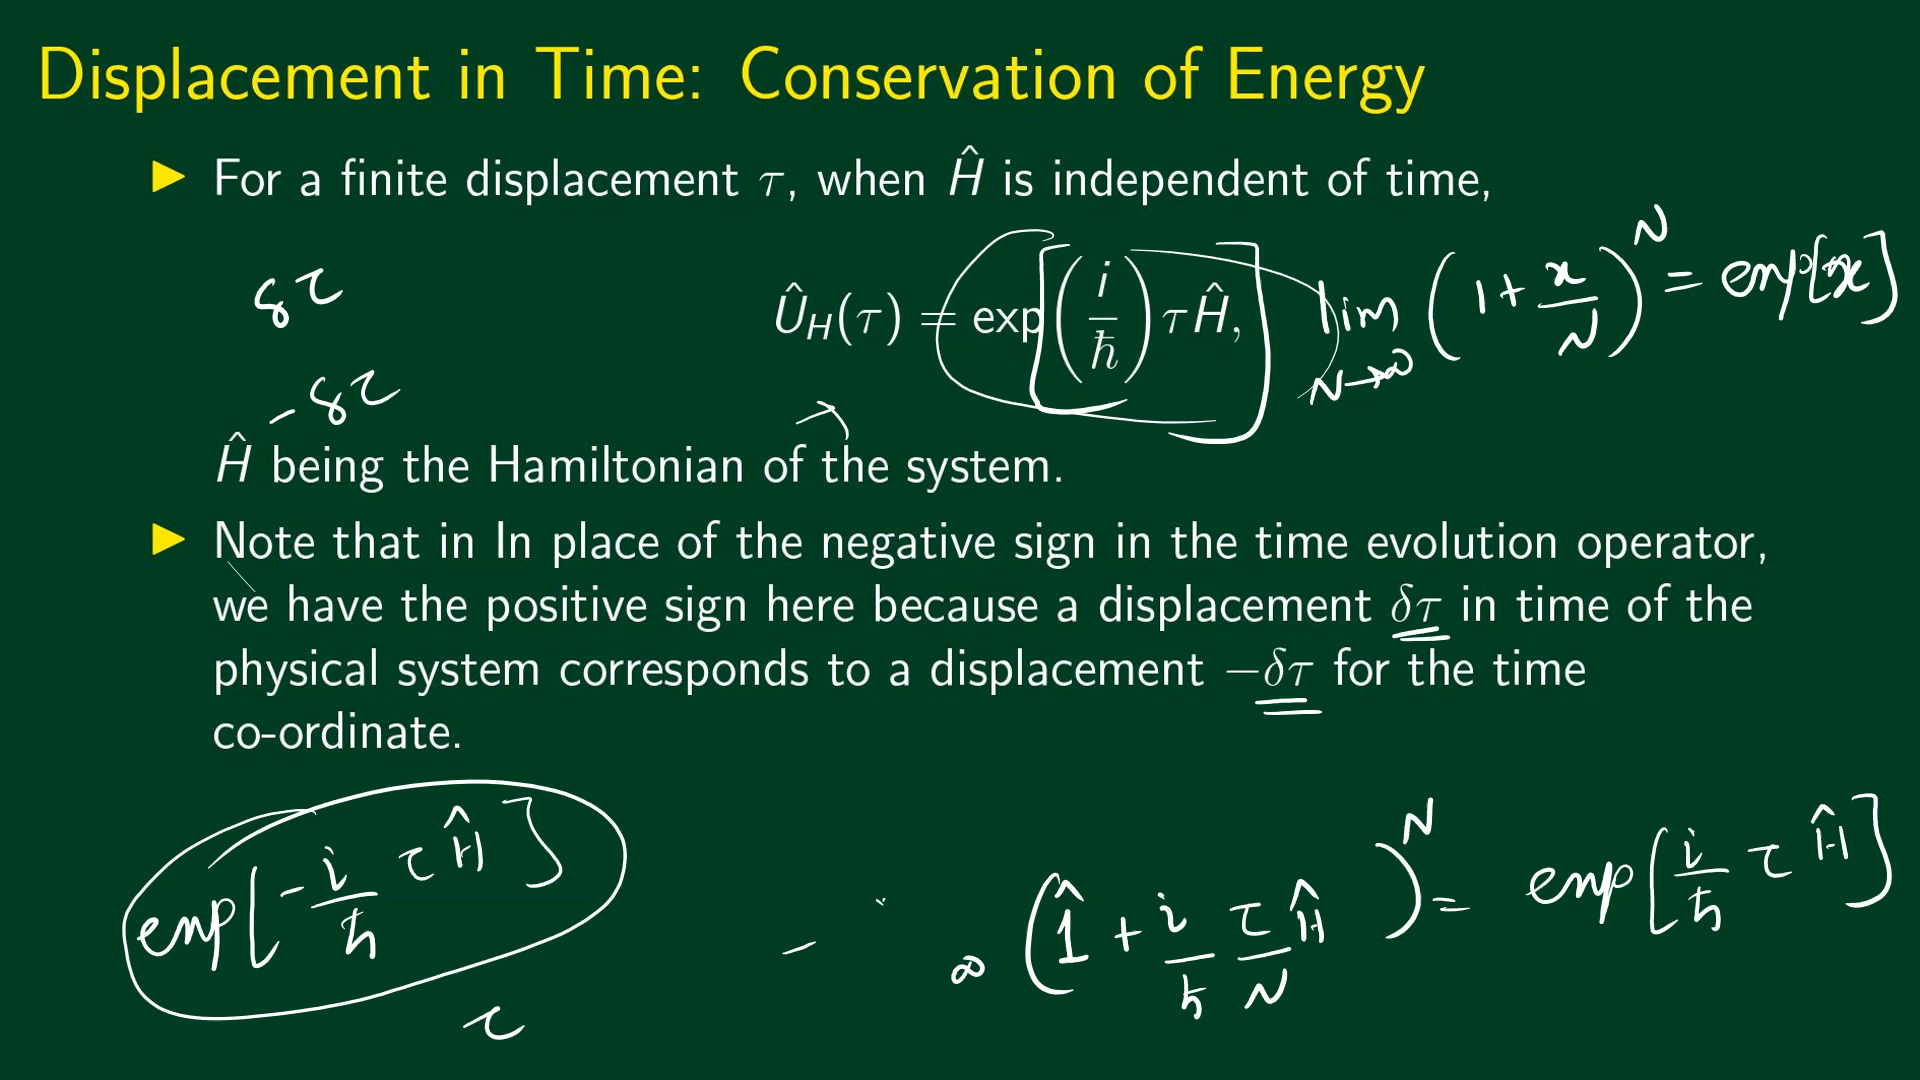 Displacement in Time: Conservation of Energy
▶ For a finite displacement τ, when Ĥ is independent of time,
δτ
Û_H(τ) = exp[(i/ħ) τĤ,]
lim N→∞ (1 + x/N)^N = exp[x]
-δτ
Ĥ being the Hamiltonian of the system.
▶ Note that in In place of the negative sign in the time evolution operator,
we have the positive sign here because a displacement δτ in time of the
physical system corresponds to a displacement −δτ for the time
co-ordinate.
exp[-i/ħ τ Ĥ]
∞ (1̂ + i/ħ τ/N Ĥ)^N = exp[i/ħ τ Ĥ]
τ